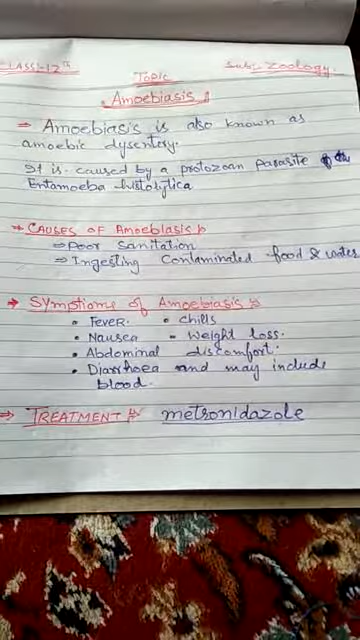 CLASS:-12th Sub:- Zoology.
Topic
Amoebiasis
⇒ Amoebiasis is also known as
amoebic dysentery.
It is caused by a protozoan parasite
Entamoeba histolytica
→ CAUSES OF AmoebIasis
⇒ Poor sanitation
⇒ Ingesting Contaminated food & water
→ Symptioms of Amoebiasis
• Fever. • chills
• Nausea • Weight loss.
• Abdominal discomfort.
• Diarrhoea and may include
blood.
⇒ TREATMENT metronidazole